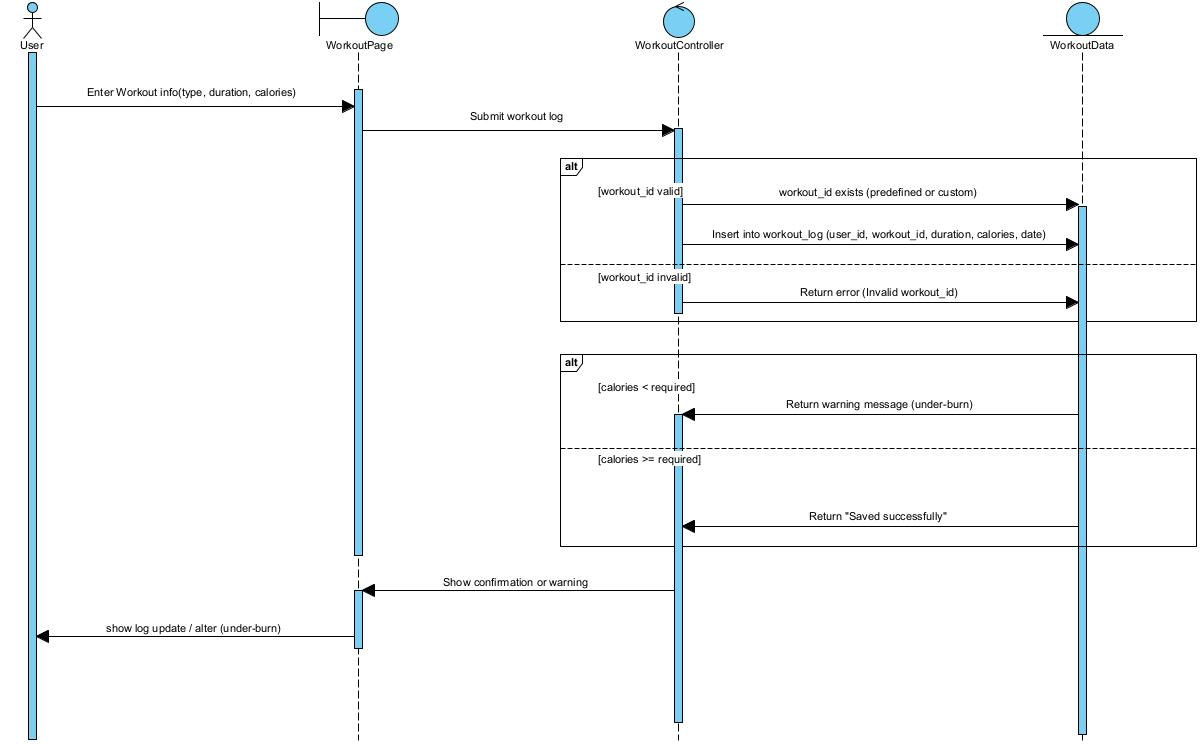 User
WorkoutPage
WorkoutController
WorkoutData
Enter Workout info(type, duration, calories)
Submit workout log
alt
[workout_id valid]
workout_id exists (predefined or custom)
Insert into workout_log (user_id, workout_id, duration, calories, date)
[workout_id invalid]
Return error (Invalid workout_id)
alt
[calories < required]
Return warning message (under-burn)
[calories >= required]
Return "Saved successfully"
Show confirmation or warning
show log update / alter (under-burn)